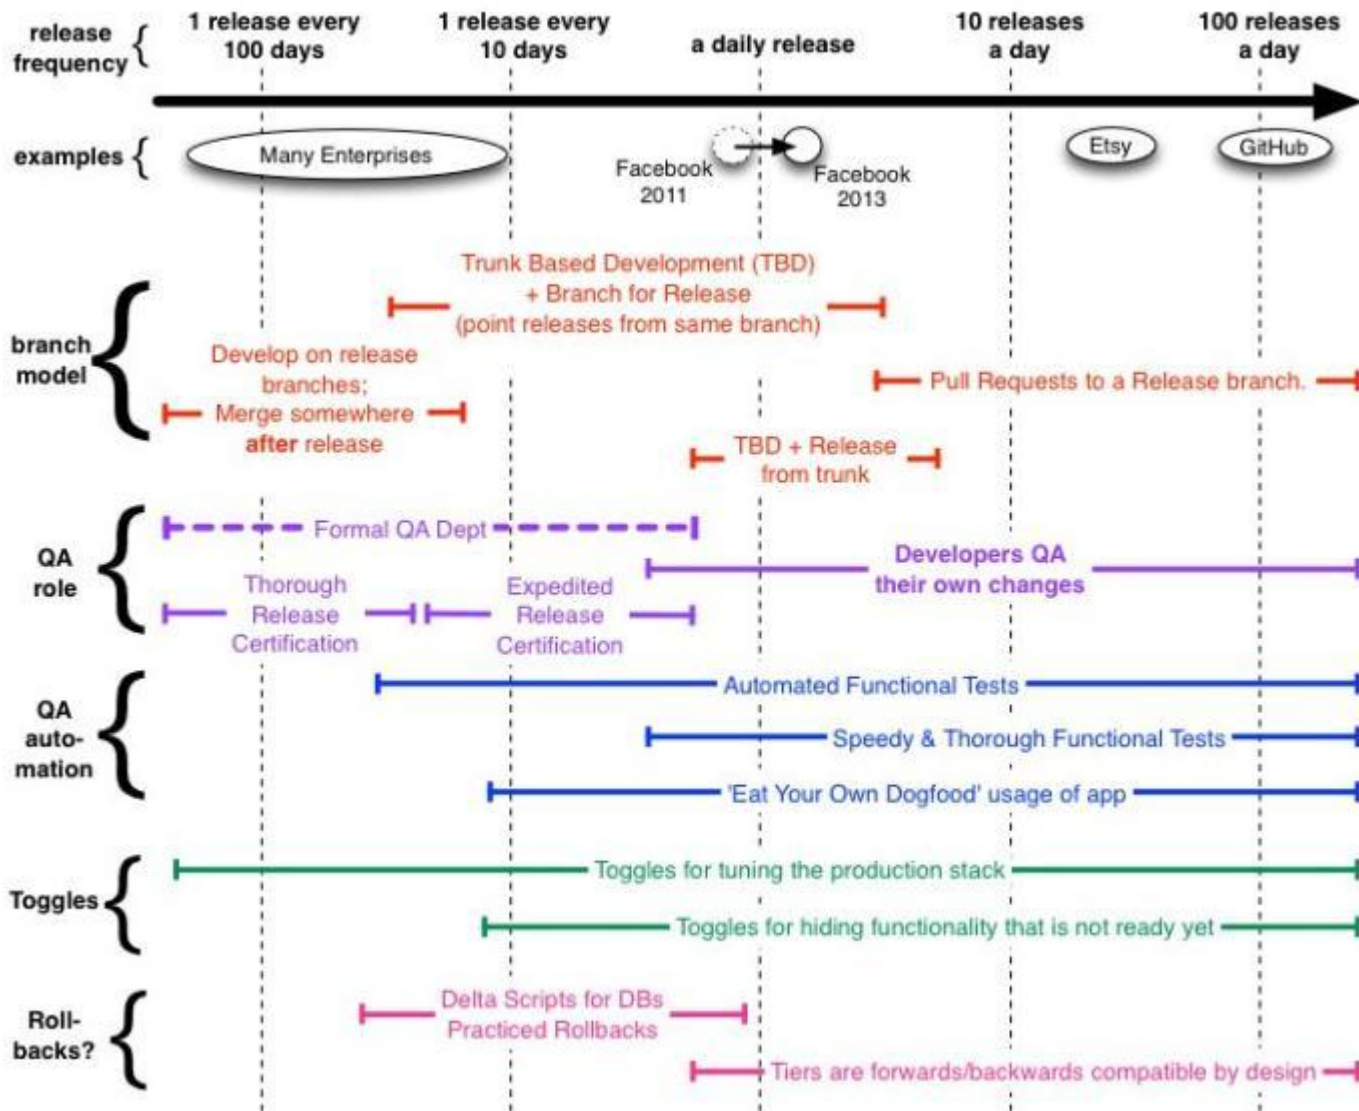 release
frequency
1 release every
100 days
1 release every
10 days
a daily release
10 releases
a day
100 releases
a day
examples
Many Enterprises
Facebook
2011
Facebook
2013
Etsy
GitHub
branch
model
Trunk Based Development (TBD)
+ Branch for Release
(point releases from same branch)
Develop on release
branches;
Merge somewhere
after release
Pull Requests to a Release branch.
TBD + Release
from trunk
QA
role
Formal QA Dept
Developers QA
their own changes
Thorough
Release
Certification
Expedited
Release
Certification
QA
auto-
mation
Automated Functional Tests
Speedy & Thorough Functional Tests
'Eat Your Own Dogfood' usage of app
Toggles
Toggles for tuning the production stack
Toggles for hiding functionality that is not ready yet
Roll-
backs?
Delta Scripts for DBs
Practiced Rollbacks
Tiers are forwards/backwards compatible by design